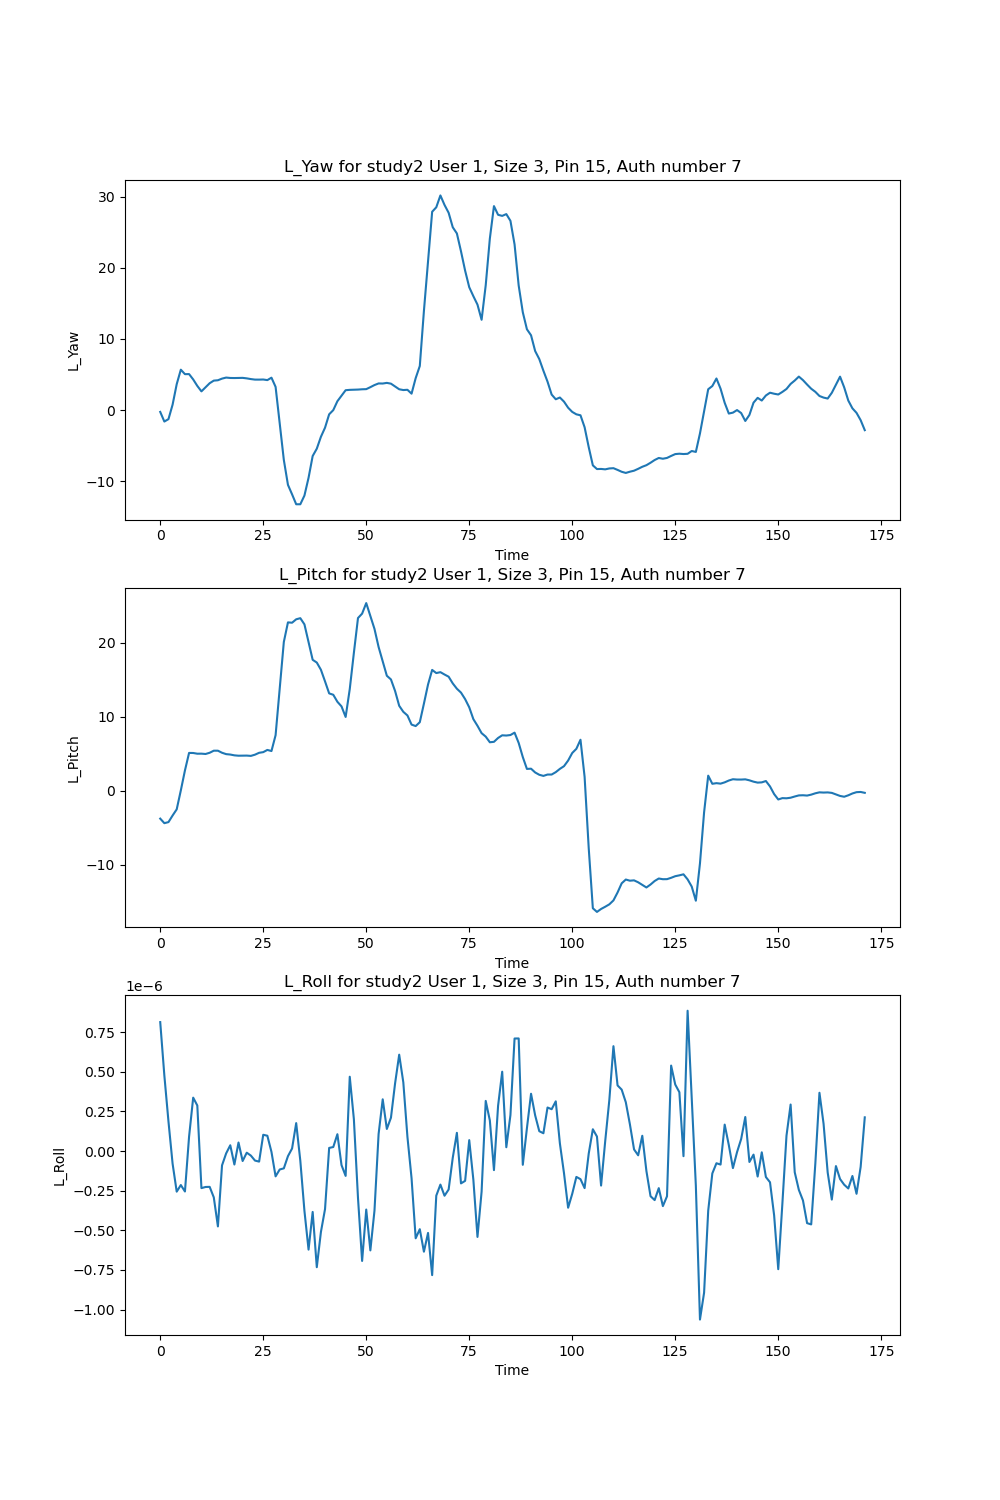 L_Yaw for study2 User 1, Size 3, Pin 15, Auth number 7
30
20
10
0
−10
L_Yaw
0 25 50 75 100 125 150 175
Time
L_Pitch for study2 User 1, Size 3, Pin 15, Auth number 7
20
10
0
−10
L_Pitch
0 25 50 75 100 125 150 175
Time
L_Roll for study2 User 1, Size 3, Pin 15, Auth number 7
1e−6
0.75
0.50
0.25
0.00
−0.25
−0.50
−0.75
−1.00
L_Roll
0 25 50 75 100 125 150 175
Time